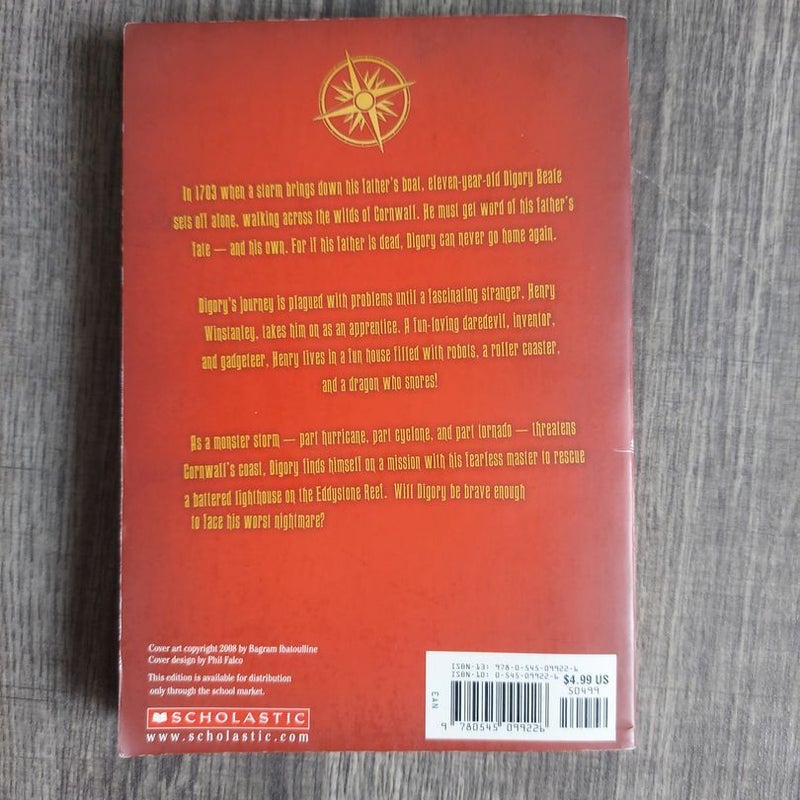 In 1703 when a storm brings down his father's boat, eleven-year-old Digory Beale
sets off alone, walking across the wilds of Cornwall. He must get word of his father's
fate — and his own. For if his father is dead, Digory can never go home again.
Digory's journey is plagued with problems until a fascinating stranger, Henry
Winstanley, takes him on as an apprentice. A fun-loving daredevil, inventor,
and gadgeteer, Henry lives in a fun house filled with robots, a roller coaster,
and a dragon who snores!
As a monster storm — part hurricane, part cyclone, and part tornado — threatens
Cornwall's coast, Digory finds himself on a mission with his fearless master to rescue
a battered lighthouse on the Eddystone Reef. Will Digory be brave enough
to face his worst nightmare?
Cover art copyright 2008 by Bagram Ibatoulline
Cover design by Phil Falco
This edition is available for distribution
only through the school market.
SCHOLASTIC
www.scholastic.com
ISBN-13: 978-0-545-09922-6
ISBN-10: 0-545-09922-6
$4.99 US
50499
EAN
9 780545 099226